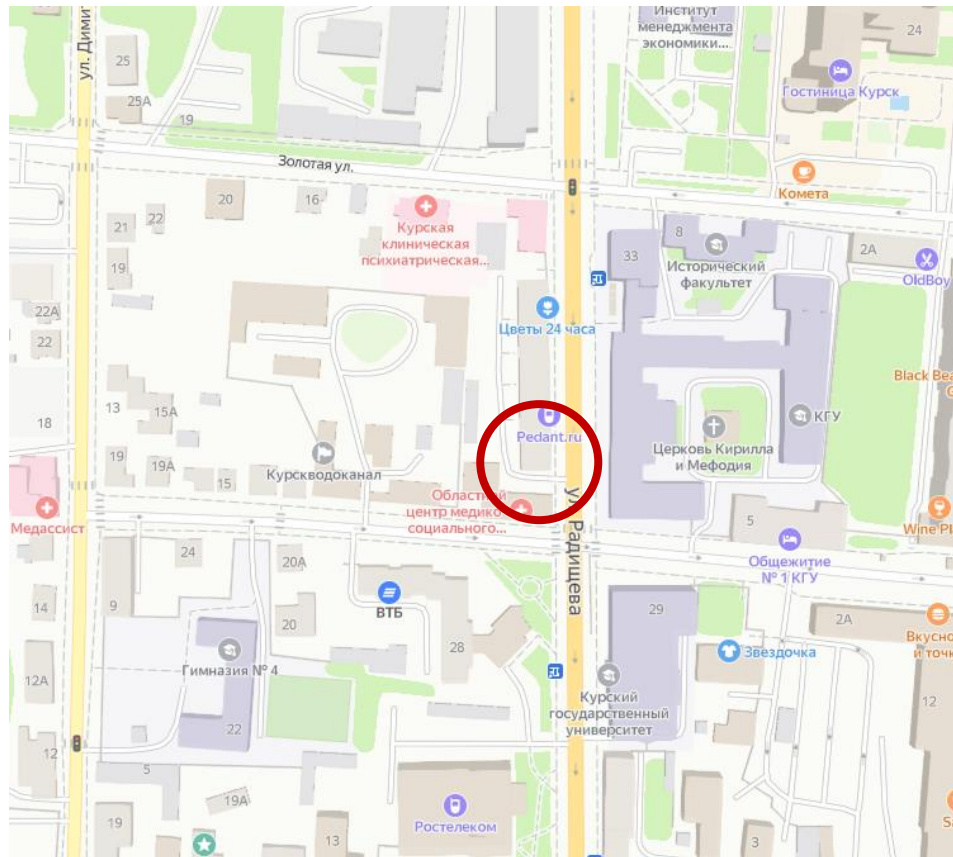 Институт
менеджмента
экономики...
24
Гостиница Курск
ул. Димит
25
25А
19
Золотая ул.
Комета
20
16
22
21
Курская
клиническая
психиатрическая...
33
8
Исторический
факультет
2А
OldBoy
19
22А
22
Цветы 24 часа
Black Bea
13
15А
18
Pedant.ru
КГУ
Церковь Кирилла
и Мефодия
19
19А
15
Курскводоканал
Медассист
Областной
центр медико-
социального...
ул. Радищева
5
Wine Pl
Общежитие
№ 1 КГУ
24
20А
ВТБ
14
9
20
28
29
2А
Вкусно
и точк
Звездочка
Гимназия № 4
12А
22
Курский
государственный
университет
12
12
5
19А
19
13
Ростелеком
3
Sa